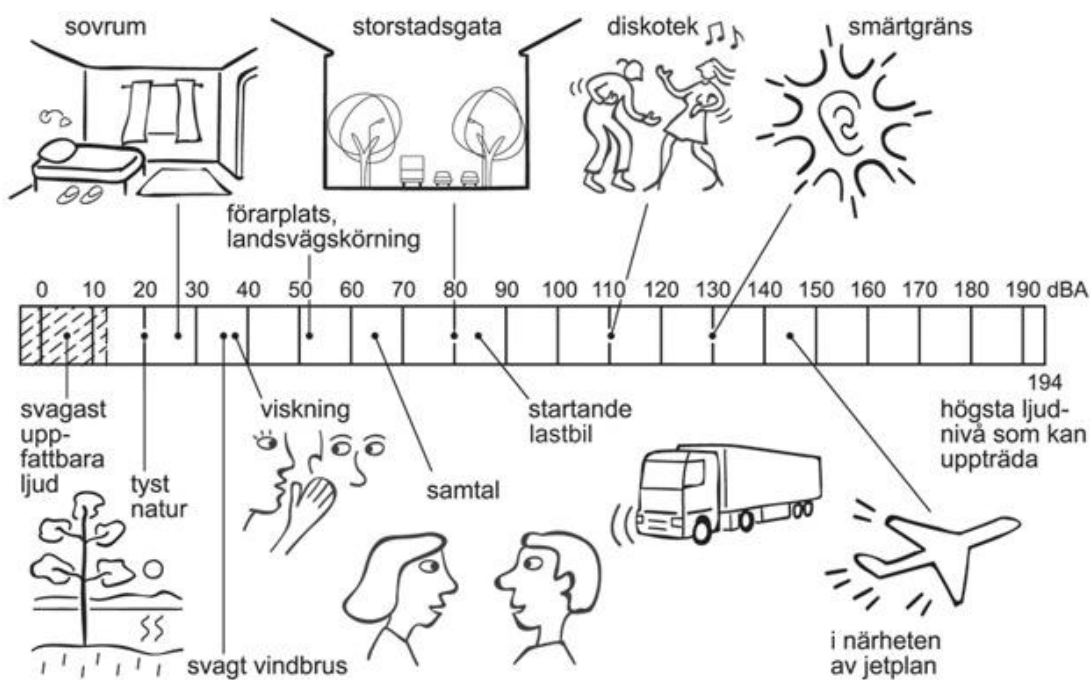 sovrum
storstadsgata
diskotek
smärtgräns
förarplats,
landsvägskörning
0 10 20 30 40 50 60 70 80 90 100 110 120 130 140 150 160 170 180 190 dBA
194
svagast
upp-
fattbara
ljud
tyst
natur
svagt vindbrus
viskning
samtal
startande
lastbil
högsta ljud-
nivå som kan
uppträda
i närheten
av jetplan